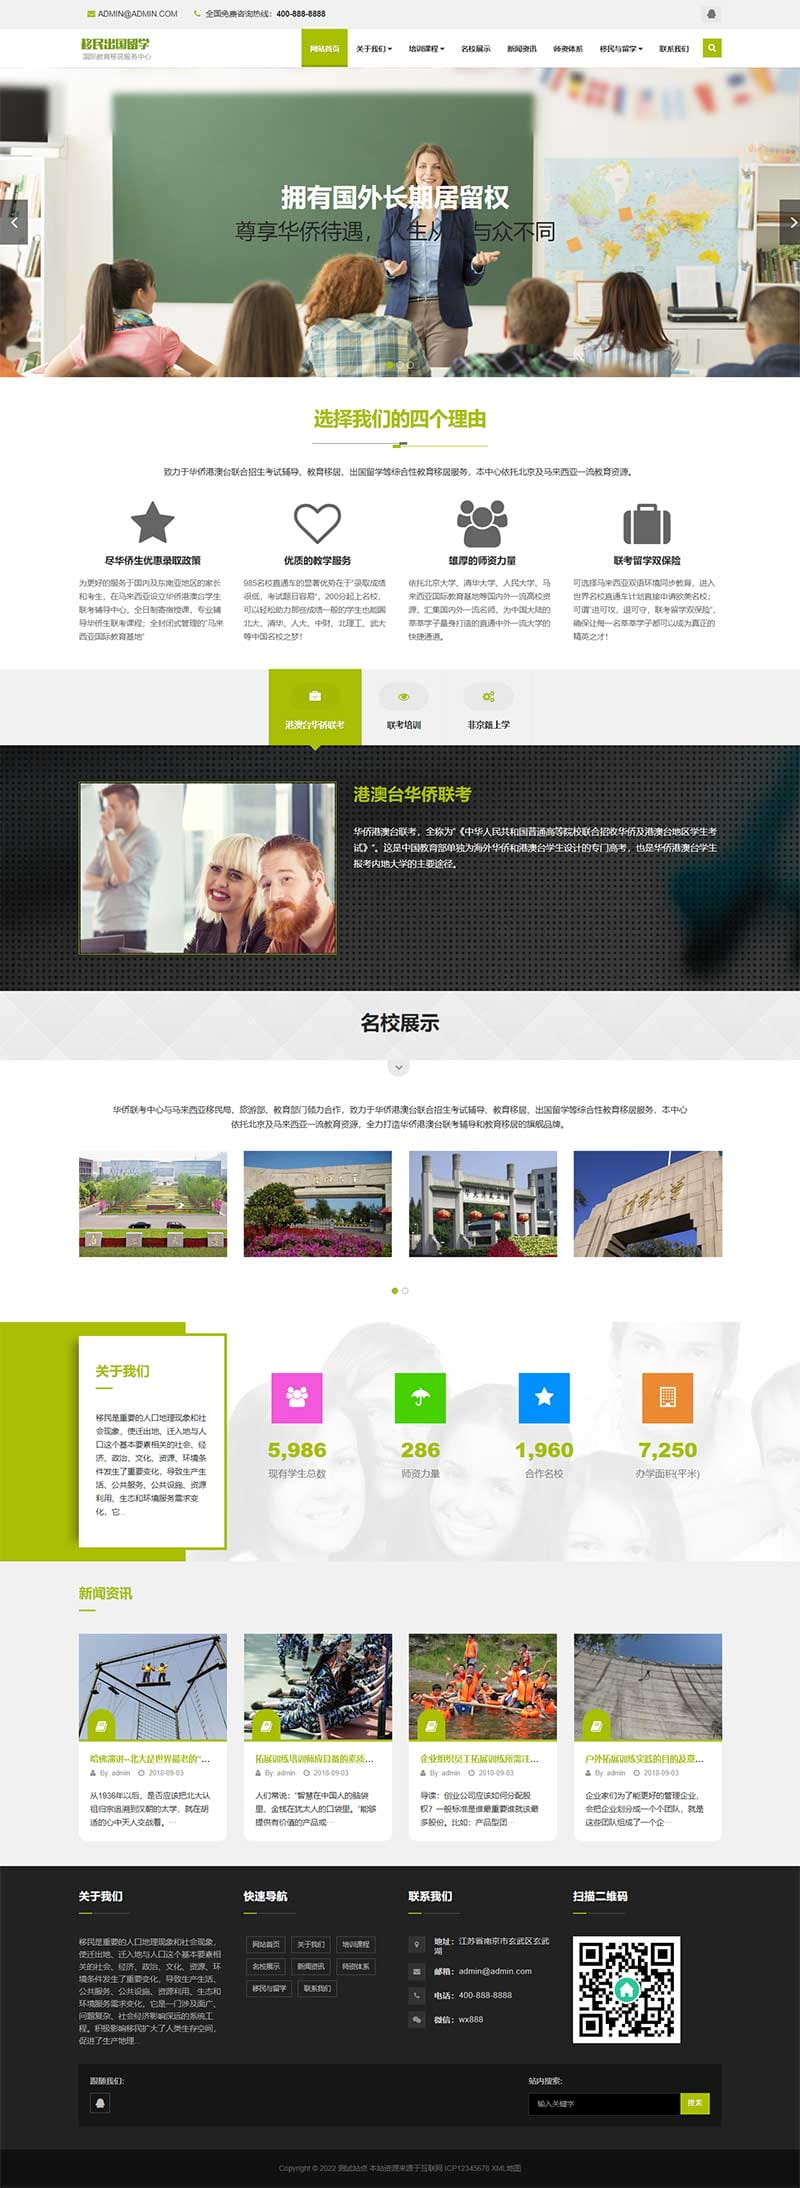 ADMIN@ADMIN.COM 全国免费咨询热线：400-888-8888
移民出国留学
国际教育移居服务中心
网站首页 关于我们 培训课程 名校展示 新闻资讯 师资体系 移民与留学 联系我们
拥有国外长期居留权
尊享华侨待遇，人生从此与众不同
选择我们的四个理由
致力于华侨港澳台联合招生考试辅导、教育移居、出国留学等综合性教育移居服务，本中心依托北京及马来西亚一流教育资源。
尽华侨生优惠录取政策
为更好的服务于国内及东南亚地区的家长
和考生，在马来西亚设立华侨港澳台学生
联考辅导中心，全日制寄宿授课，专业辅
导华侨生联考课程；全封闭式管理的"马来
西亚国际教育基地"
优质的教学服务
985名校直通车的显著优势在于"录取成绩
很低，考试题目容易"，200分起上名校，
可以轻松助力那些成绩一般的学生也能圆
北大、清华、人大、中财、北理工、武大
等中国名校之梦！
雄厚的师资力量
依托北京大学、清华大学、人民大学、马
来西亚国际教育基地等国内外一流高校资
源，汇集国内外一流名师，为中国大陆的
莘莘学子量身打造的直通中外一流大学的
快捷通道。
联考留学双保险
可选择马来西亚双语环境同步教育，进入
世界名校直通车计划直接申请欧美名校；
可谓"进可攻，退可守，联考留学双保险"，
确保让每一名莘莘学子都可以成为真正的
精英之才！
港澳台华侨联考 联考培训 非京籍上学
港澳台华侨联考
华侨港澳台联考，全称为"《中华人民共和国普通高等院校联合招收华侨及港澳台地区学生考
试》"。这是中国教育部单独为海外华侨和港澳台学生设计的专门高考，也是华侨港澳台学生
报考内地大学的主要途径。
名校展示
华侨联考中心与马来西亚移民局、旅游部、教育部门硕力合作，致力于华侨港澳台联合招生考试辅导、教育移居、出国留学等综合性教育移居服务，本中心
依托北京及马来西亚一流教育资源，全力打造华侨港澳台联考辅导和教育移居的旗舰品牌。
清华大学
关于我们
移民是重要的人口地理现象和社
会现象，使迁出地、迁入地与人
口这个基本要素相关的社会、经
济、政治、文化、资源、环境条
件发生了重要变化，导致生产生
活、公共服务、公共设施、资源
利用、生态和环境服务需求变
化，它...
5,986
现有学生总数
286
师资力量
1,960
合作名校
7,250
办学面积(平米)
新闻资讯
哈佛演讲--北大是世界最老的"...
By: admin 2018-09-03
从1936年以后，是否应该把北大认
祖归宗追溯到汉朝的太学，就在胡
适的心中天人交战着。...
拓展训练培训师应具备的素质...
By: admin 2018-09-03
人们常说："智慧在中国人的脑袋
里，金钱在犹太人的口袋里。"能够
提供有价值的产品或...
企业组织员工拓展训练所需注...
By: admin 2018-09-03
导读：创业公司应该如何分配股
权？一般标准是谁最重要谁就该最
多股份。比如：产品型团...
户外拓展训练实践的目的及意...
By: admin 2018-09-03
企业家们为了能更好的管理企业，
会把企业划分成一个个团队，就是
这些团队组成了一个企...
关于我们
移民是重要的人口地理现象和社会现象，
使迁出地、迁入地与人口这个基本要素相
关的社会、经济、政治、文化、资源、环
境条件发生了重要变化，导致生产生活、
公共服务、公共设施、资源利用、生态和
环境服务需求变化，它是一门涉及面广、
问题复杂、社会经济影响深远的系统工
程。积极影响移民扩大了人类生存空间，
促进了生产地理...
快速导航
网站首页 关于我们 培训课程
名校展示 新闻资讯 师资体系
移民与留学 联系我们
联系我们
地址：江苏省南京市玄武区玄武
湖
邮箱：admin@admin.com
电话：400-888-8888
微信：wx888
扫描二维码
跟随我们:
站内搜索:
输入关键字 搜索
Copyright © 2022 测试站点 本站资源来源于互联网 ICP12345678 XML地图